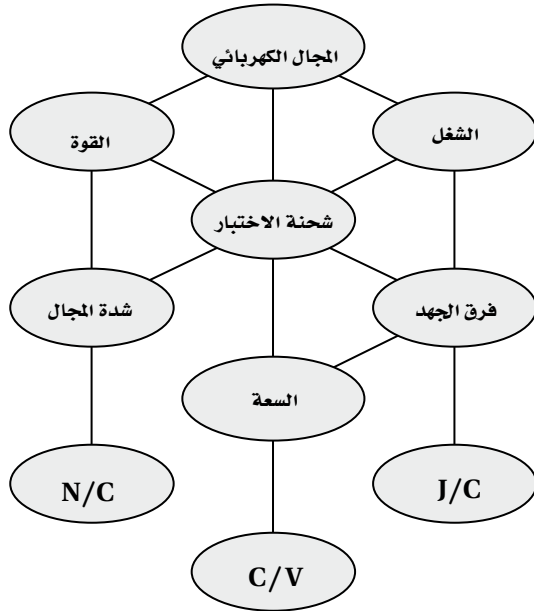 المجال الكهربائي
القوة
الشغل
شحنة الاختبار
شدة المجال
فرق الجهد
السعة
N/C
J/C
C/V